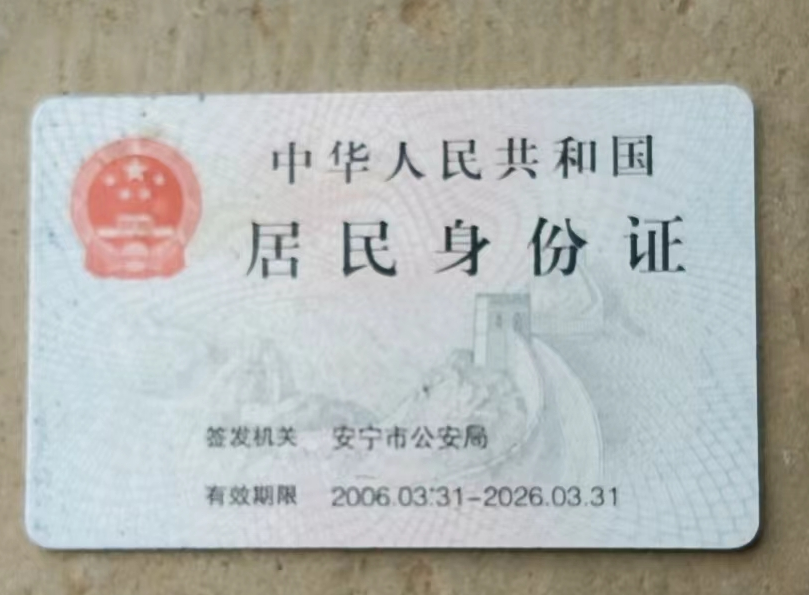 中华人民共和国
居民身份证
签发机关 安宁市公安局
有效期限 2006.03.31-2026.03.31